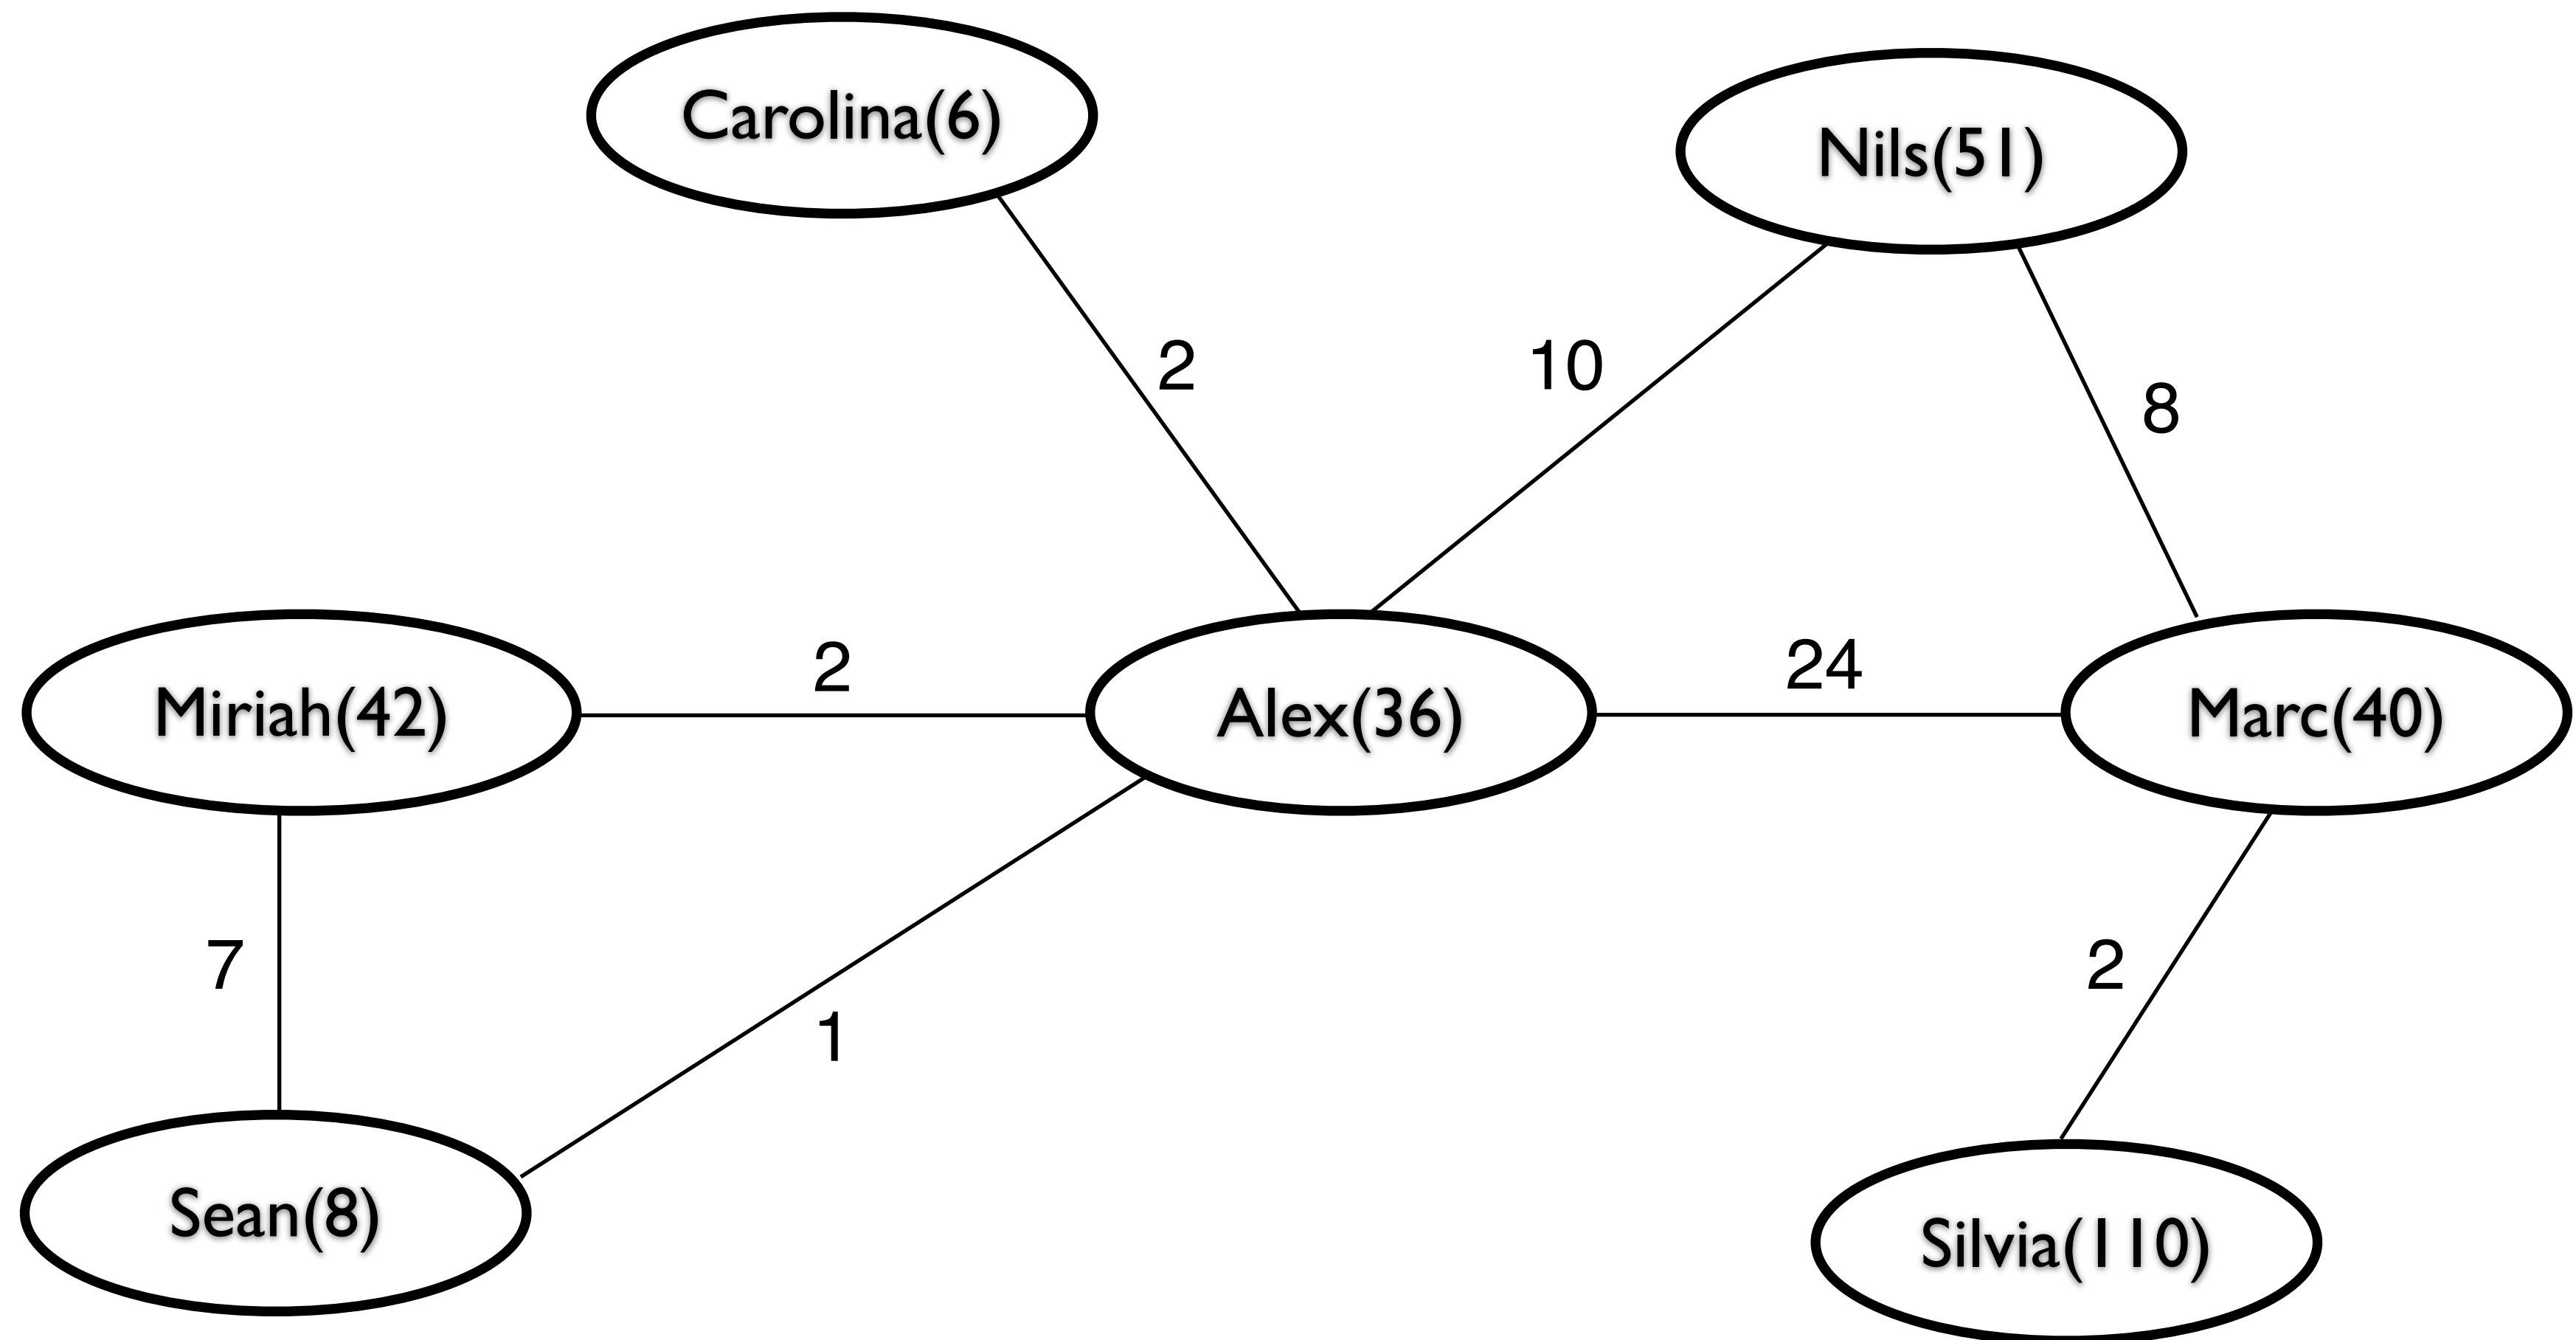 Carolina(6)
Nils(51)
2
10
8
Miriah(42)
2
Alex(36)
24
Marc(40)
7
1
2
Sean(8)
Silvia(110)